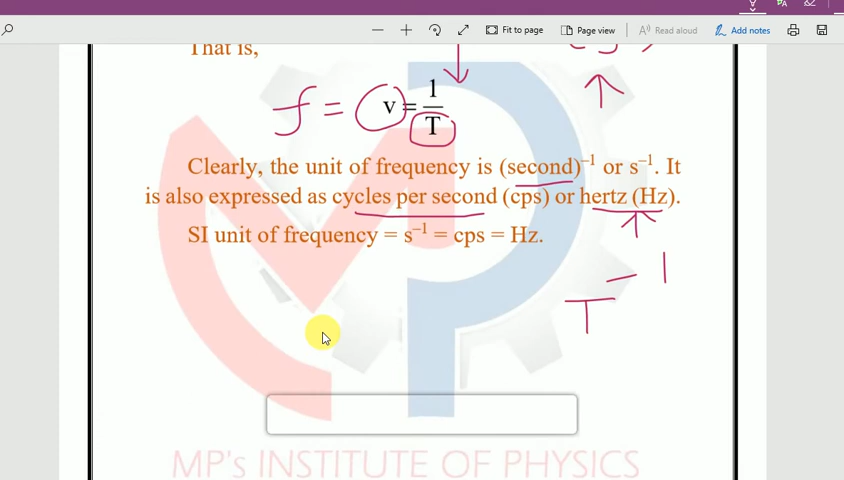 Fit to page
Page view
Read aloud
Add notes
That is,
f = v = 1
T
Clearly, the unit of frequency is (second)⁻¹ or s⁻¹. It
is also expressed as cycles per second (cps) or hertz (Hz).
SI unit of frequency = s⁻¹ = cps = Hz.
T⁻¹
MP's INSTITUTE OF PHYSICS